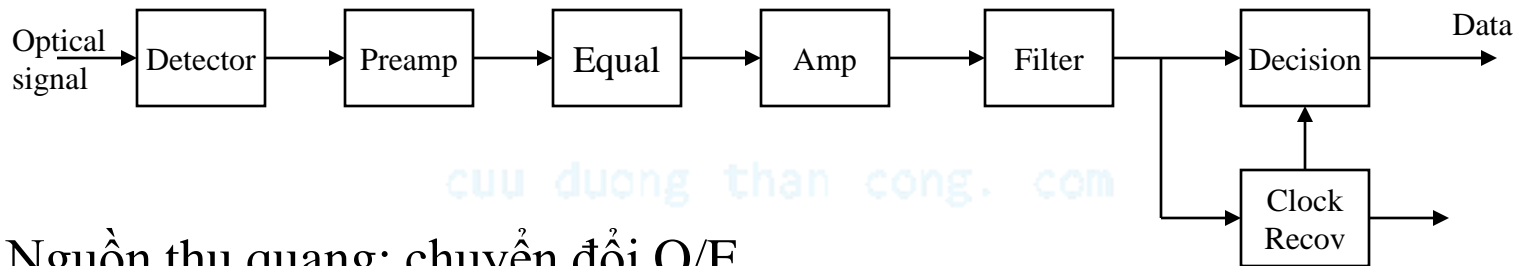 Optical
signal
Detector
Preamp
Equal
Amp
Filter
Decision
Data
Clock
Recov
cuu duong than cong. com
Nguồn thu quang: chuyển đổi O/E